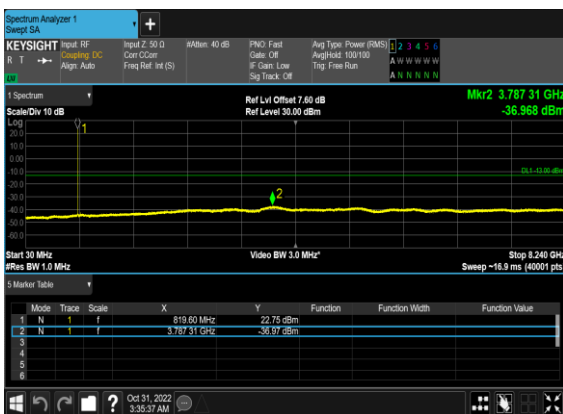 Spectrum Analyzer 1
Swept SA
KEYSIGHT Input: RF Input Z: 50 Ω #Atten: 40 dB PNO: Fast Avg Type: Power (RMS) 1 2 3 4 5 6
R T Coupling: DC Corr CCorr Gate: Off Avg|Hold: 100/100 A W W W W W
Align: Auto Freq Ref: Int (S) IF Gain: Low Trig: Free Run
LXI Sig Track: Off A N N N N N
1 Spectrum Ref Lvl Offset 7.60 dB Mkr2 3.787 31 GHz
Scale/Div 10 dB Ref Level 30.00 dBm -36.968 dBm
Log
1
20.0
10.0
0.00
-10.0
DL1 -13.00 dBm
-20.0
-30.0
2
-40.0
-50.0
-60.0
Start 30 MHz Video BW 3.0 MHz* Stop 8.240 GHz
#Res BW 1.0 MHz Sweep ~16.9 ms (40001 pts)
5 Marker Table
Mode Trace Scale X Y Function Function Width Function Value
1 N 1 f 819.60 MHz 22.75 dBm
2 N 1 f 3.787 31 GHz -36.97 dBm
3
4
5
6
Oct 31, 2022
3:35:37 AM